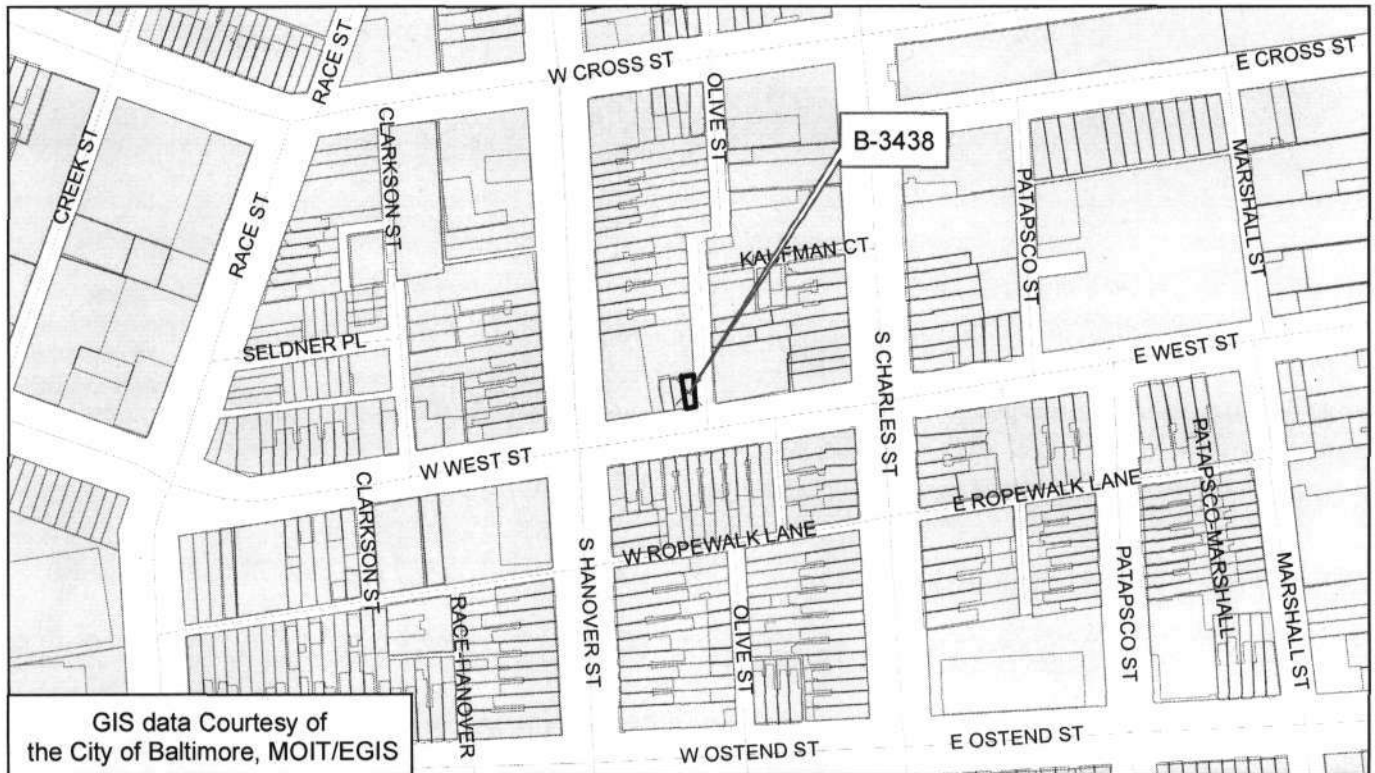 RACE ST
W CROSS ST
E CROSS ST
OLIVE ST
B-3438
CLARKSON ST
CREEK ST
MARSHALL ST
PATAPSCO ST
RACE ST
KAUFMAN CT
SELDNER PL
S CHARLES ST
E WEST ST
W WEST ST
PATAPSCO-MARSHALL
E ROPEWALK LANE
CLARKSON ST
W ROPEWALK LANE
S HANOVER ST
PATAPSCO ST
MARSHALL ST
RACE-HANOVER
OLIVE ST
GIS data Courtesy of
the City of Baltimore, MOIT/EGIS
W OSTEND ST
E OSTEND ST